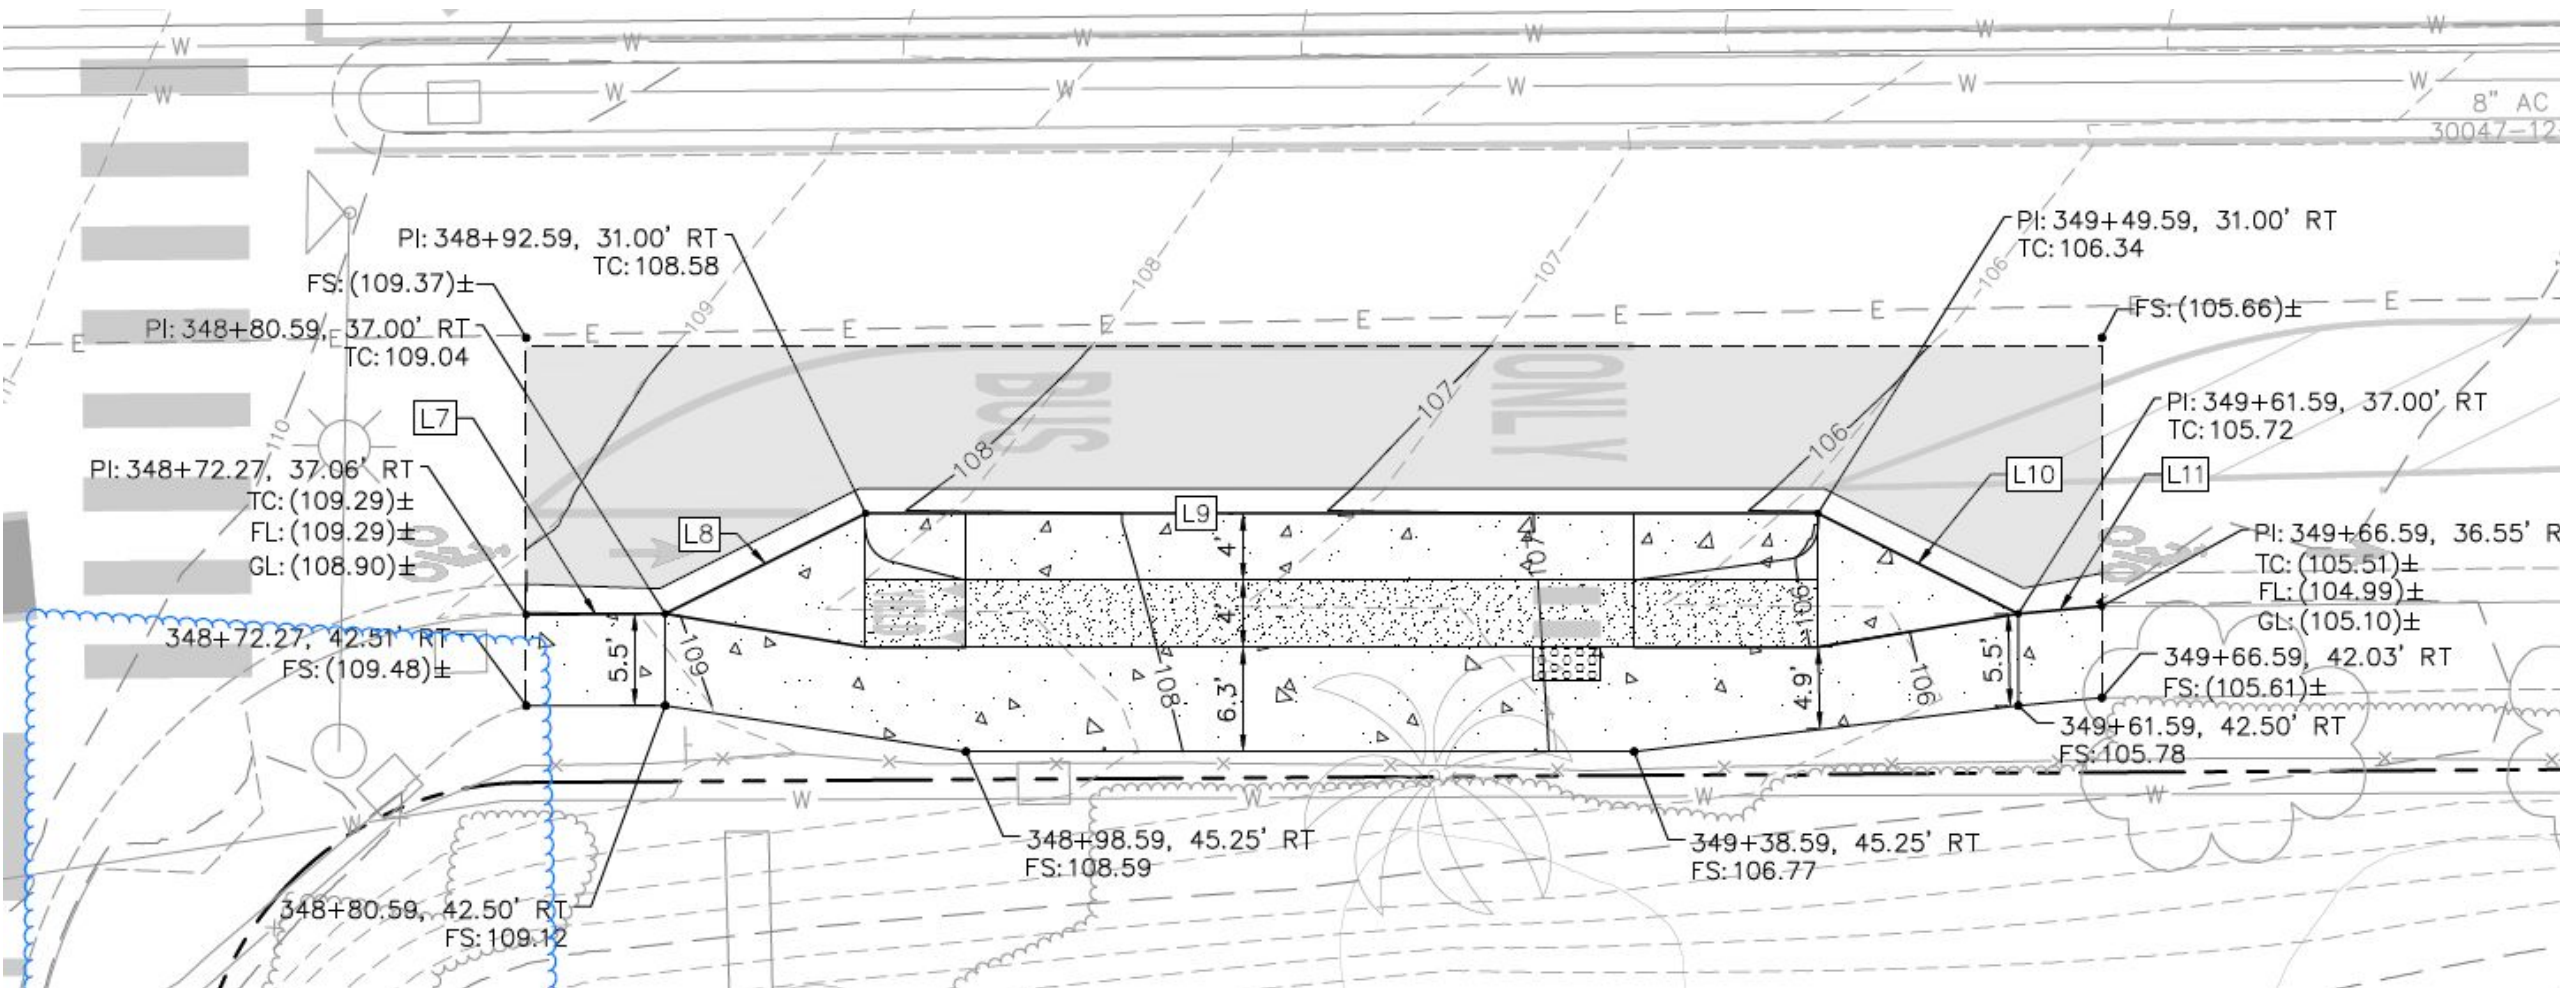 W W W W W W
W W W W W W
8" AC
30047-12-
PI: 348+92.59, 31.00' RT
TC: 108.58
FS: (109.37)±
PI: 348+80.59, 37.00' RT
TC: 109.04
L7
PI: 348+72.27, 37.06' RT
TC: (109.29)±
FL: (109.29)±
GL: (108.90)±
348+72.27, 42.51' RT
FS: (109.48)±
348+80.59, 42.50' RT
FS: 109.12
110
109
108
107
106
E E E E E E E E E
BUS
ONLY
108
107
106
L8
L9
L10
L11
PI: 349+49.59, 31.00' RT
TC: 106.34
FS: (105.66)±
PI: 349+61.59, 37.00' RT
TC: 105.72
PI: 349+66.59, 36.55' R
TC: (105.51)±
FL: (104.99)±
GL: (105.10)±
349+66.59, 42.03' RT
FS: (105.61)±
349+61.59, 42.50' RT
FS: 105.78
4'
4'
6.3'
5.5'
4.9'
5.5'
109
108
107
106
106
348+98.59, 45.25' RT
FS: 108.59
349+38.59, 45.25' RT
FS: 106.77
W W W W W